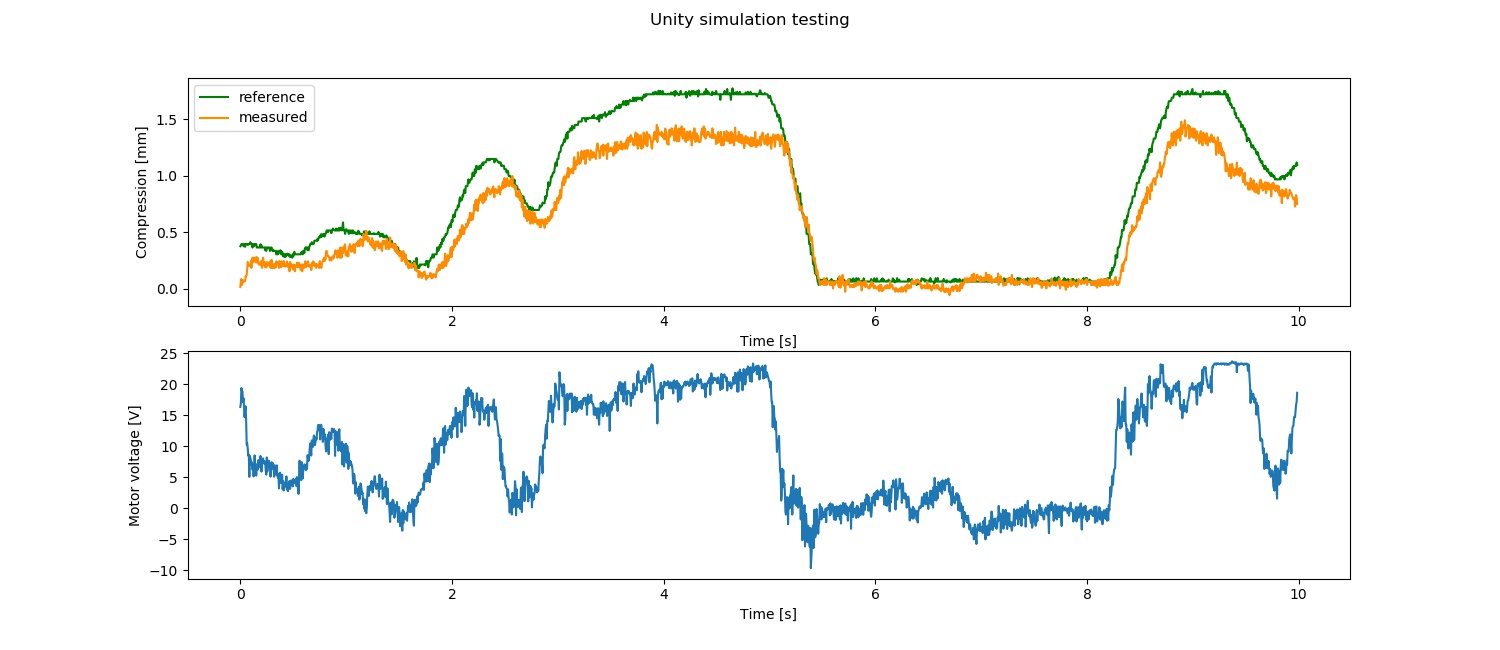 Unity simulation testing
reference
measured
Compression [mm]
1.5
1.0
0.5
0.0
0 2 4 6 8 10
Time [s]
Motor voltage [V]
25
20
15
10
5
0
−5
−10
0 2 4 6 8 10
Time [s]